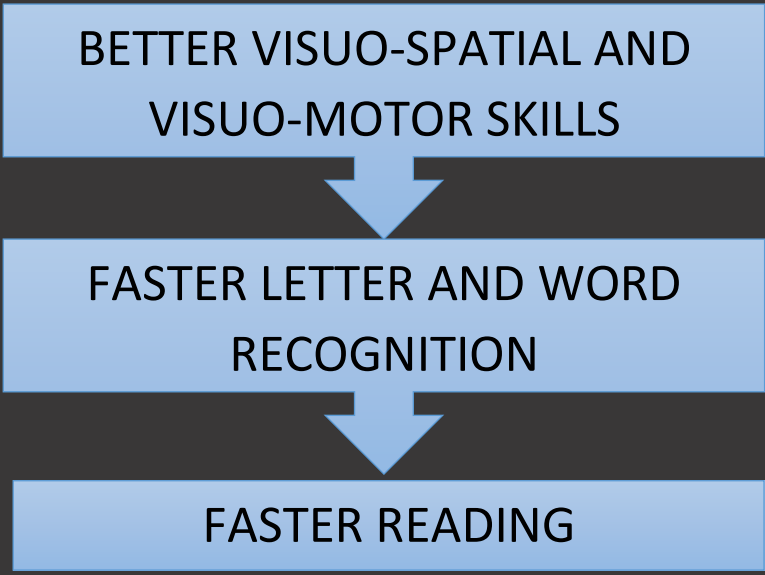 BETTER VISUO-SPATIAL AND
VISUO-MOTOR SKILLS
FASTER LETTER AND WORD
RECOGNITION
FASTER READING